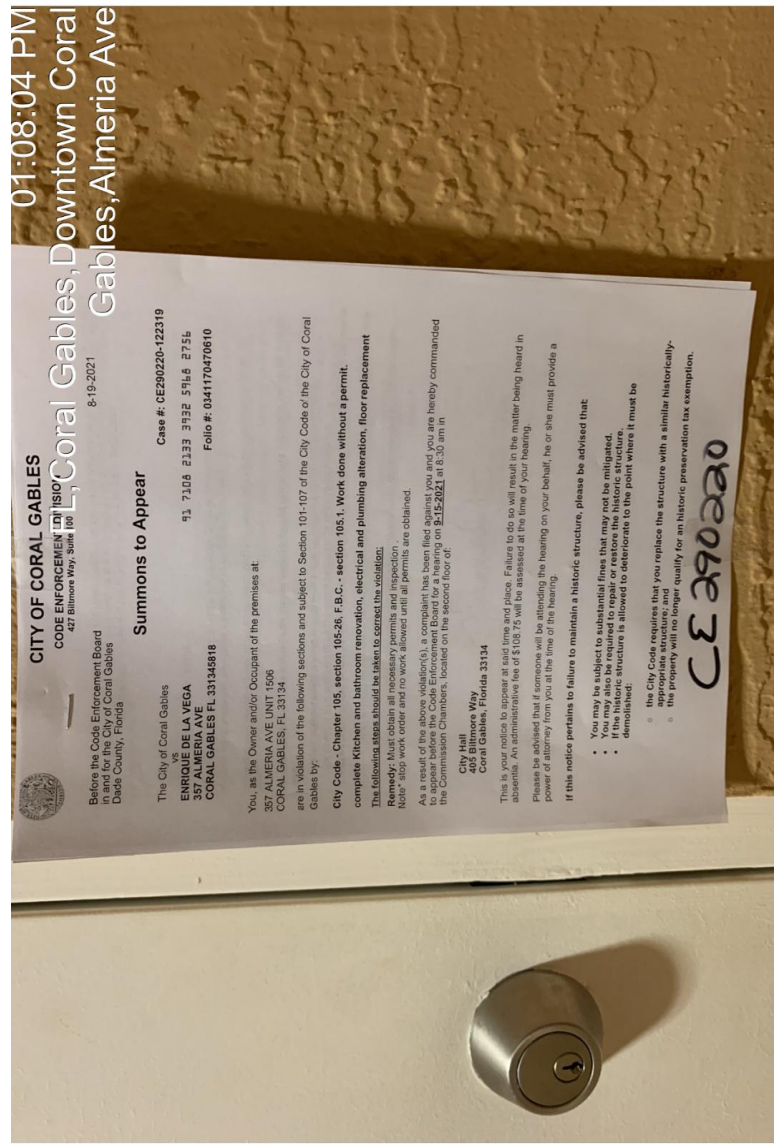 01:08:04 PM
FL,Coral Gables,Downtown Coral
Gables,Almeria Ave
CITY OF CORAL GABLES
CODE ENFORCEMENT DIVISION
427 Biltmore Way, Suite 100
8-19-2021
Before the Code Enforcement Board
in and for the City of Coral Gables
Dade County, Florida
Summons to Appear
The City of Coral Gables
Case #: CE290220-122319
vs
91 7108 2133 3932 5968 2756
ENRIQUE DE LA VEGA
357 ALMERIA AVE
CORAL GABLES FL 331345818
Folio #: 0341170470610
You, as the Owner and/or Occupant of the premises at:
357 ALMERIA AVE UNIT 1506
CORAL GABLES, FL 33134
are in violation of the following sections and subject to Section 101-107 of the City Code of the City of Coral
Gables by:
City Code - Chapter 105, section 105-26, F.B.C. - section 105.1. Work done without a permit.
complete Kitchen and bathroom renovation, electrical and plumbing alteration, floor replacement
The following steps should be taken to correct the violation:
Remedy: Must obtain all necessary permits and inspection .
Note* stop work order and no work allowed until all permits are obtained.
As a result of the above violation(s), a complaint has been filed against you and you are hereby commanded
to appear before the Code Enforcement Board for a hearing on 9-15-2021 at 8:30 am in
the Commission Chambers, located on the second floor of:
City Hall
405 Biltmore Way
Coral Gables, Florida 33134
This is your notice to appear at said time and place. Failure to do so will result in the matter being heard in
absentia. An administrative fee of $108.75 will be assessed at the time of your hearing.
Please be advised that if someone will be attending the hearing on your behalf, he or she must provide a
power of attorney from you at the time of the hearing.
If this notice pertains to failure to maintain a historic structure, please be advised that:
• You may be subject to substantial fines that may not be mitigated.
• You may also be required to repair or restore the historic structure.
• If the historic structure is allowed to deteriorate to the point where it must be
demolished:
o the City Code requires that you replace the structure with a similar historically-
appropriate structure; and
o the property will no longer qualify for an historic preservation tax exemption.
CE 290220